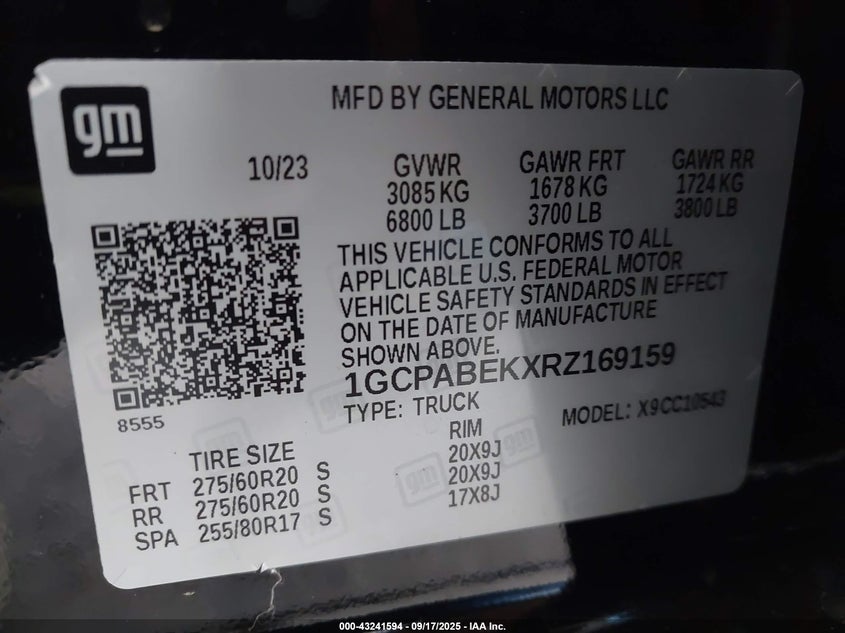 gm
MFD BY GENERAL MOTORS LLC
10/23
GVWR GAWR FRT GAWR RR
3085 KG 1678 KG 1724 KG
6800 LB 3700 LB 3800 LB
THIS VEHICLE CONFORMS TO ALL
APPLICABLE U.S. FEDERAL MOTOR
VEHICLE SAFETY STANDARDS IN EFFECT
ON THE DATE OF MANUFACTURE
SHOWN ABOVE.
1GCPABEKXRZ169159
8555
TYPE: TRUCK MODEL: X9CC10543
TIRE SIZE RIM
FRT 275/60R20 S 20X9J
RR 275/60R20 S 20X9J
SPA 255/80R17 S 17X8J
gm
gm
000-43241594 - 09/17/2025 - IAA Inc.